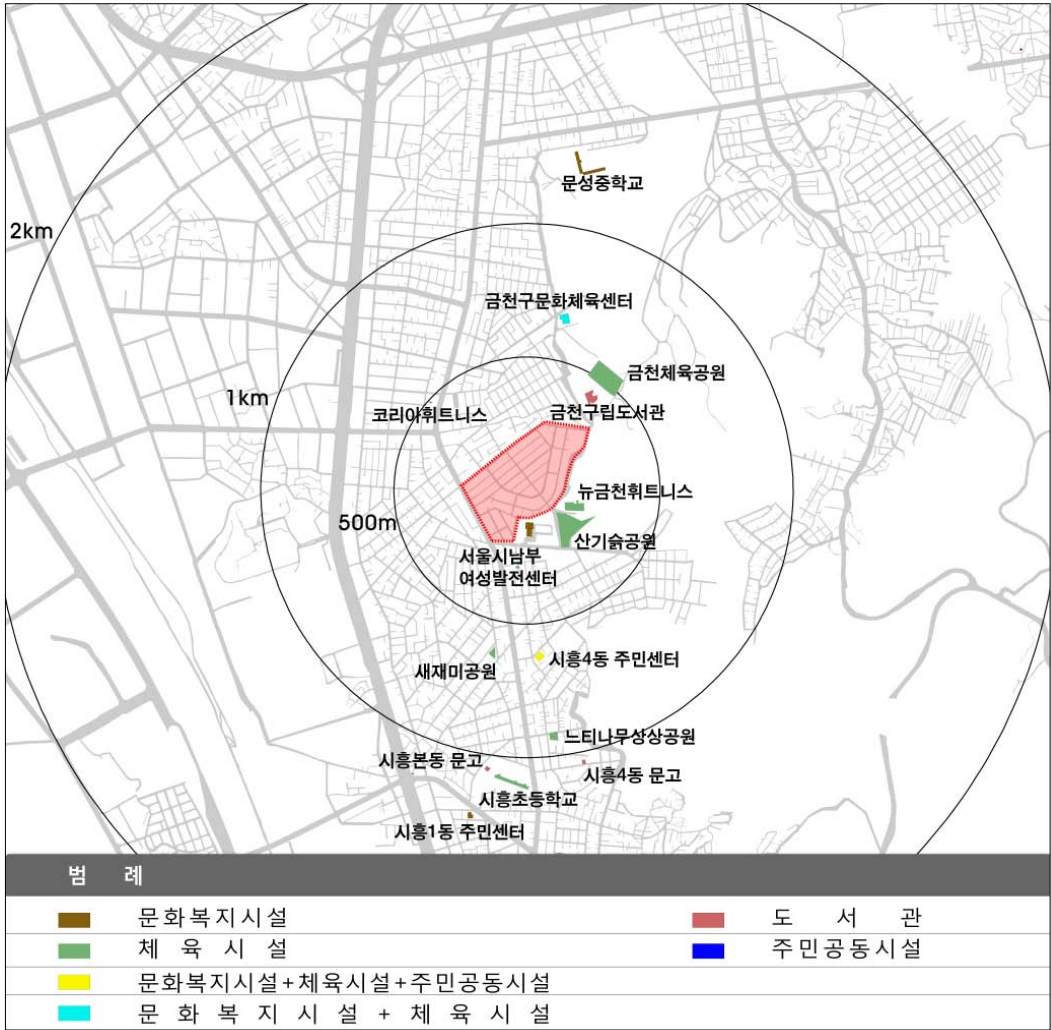 문성중학교
2km
금천구문화체육센터
금천체육공원
1km
코리아휘트니스
금천구립도서관
뉴금천휘트니스
500m
산기슭공원
서울시남부
여성발전센터
시흥4동 주민센터
새재미공원
느티나무상상공원
시흥본동 문고
시흥4동 문고
시흥초등학교
시흥1동 주민센터
범 례
문화복지시설
도 서 관
체 육 시 설
주민공동시설
문화복지시설+체육시설+주민공동시설
문 화 복 지 시 설 + 체 육 시 설